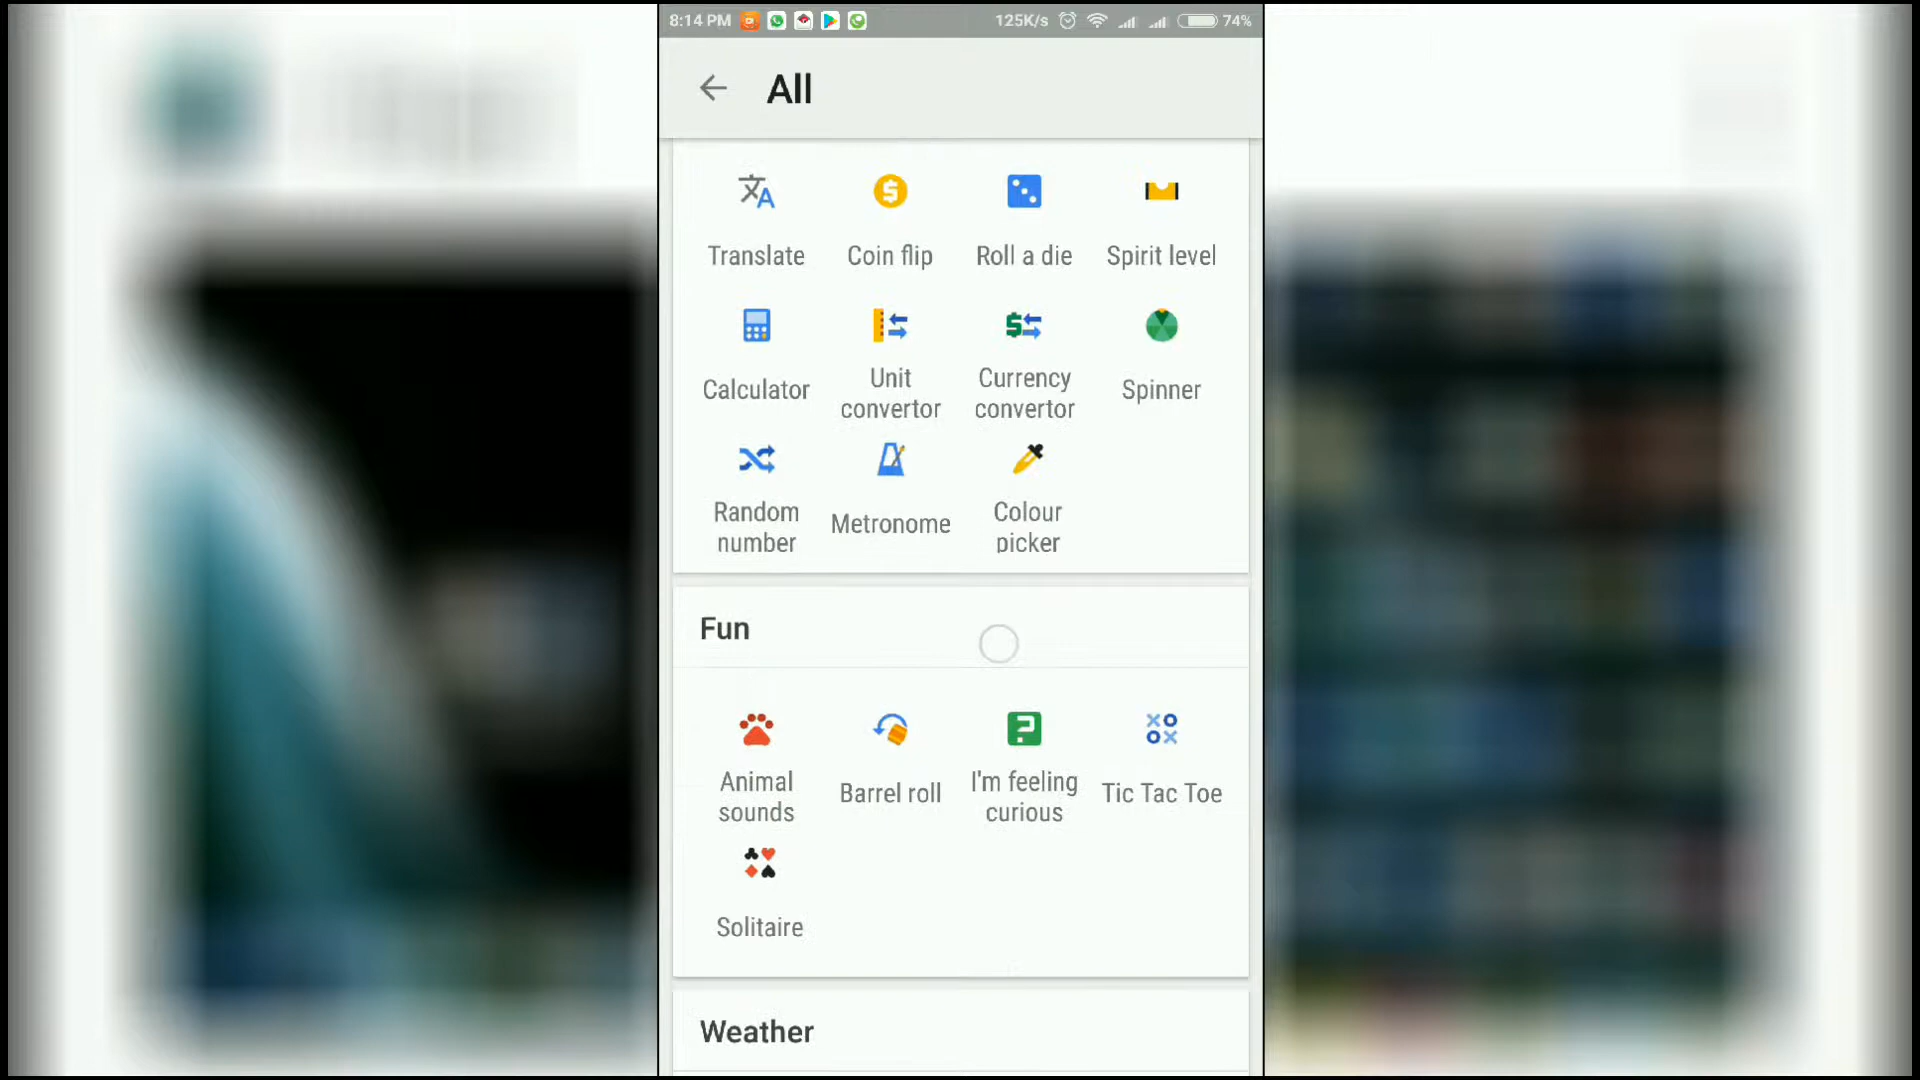 8:14 PM 125K/s 74%
All
Translate Coin flip Roll a die Spirit level
Calculator Unit convertor Currency convertor Spinner
Random number Metronome Colour picker
Fun
Animal sounds Barrel roll I'm feeling curious Tic Tac Toe
Solitaire
Weather